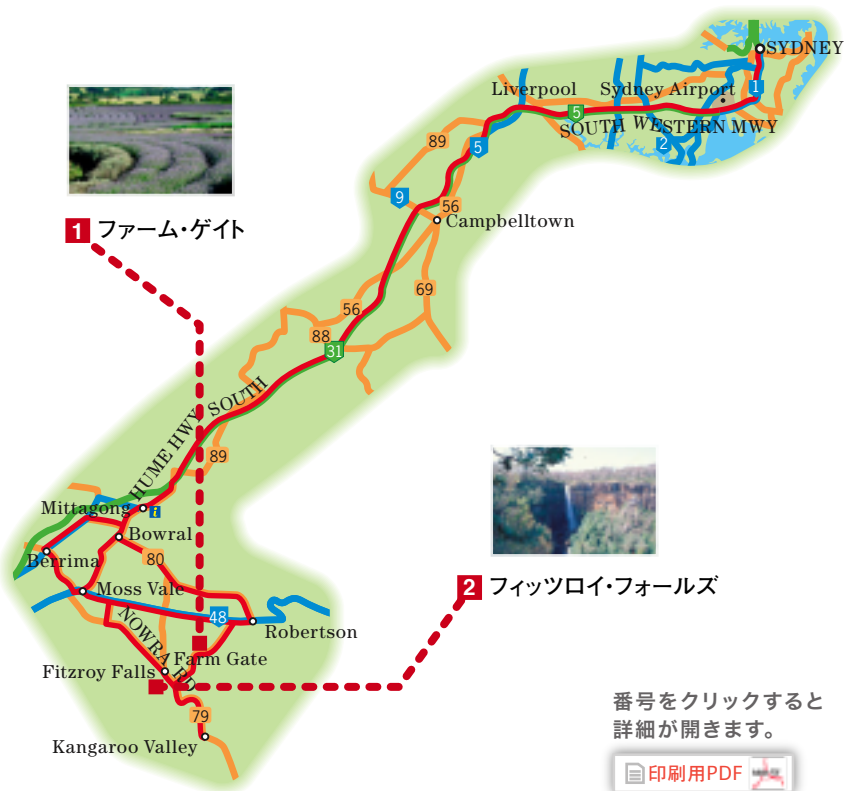 SYDNEY
Liverpool
Sydney Airport
1
5
SOUTH WESTERN MWY
2
89
5
9
56
Campbelltown
1 ファーム・ゲイト
69
56
88
31
HUME HWY SOUTH
89
Mittagong
i
Bowral
Berrima
80
Moss Vale
2 フィッツロイ・フォールズ
48
NOWRA RD
Robertson
Farm Gate
Fitzroy Falls
79
Kangaroo Valley
番号をクリックすると
詳細が開きます。
印刷用PDF